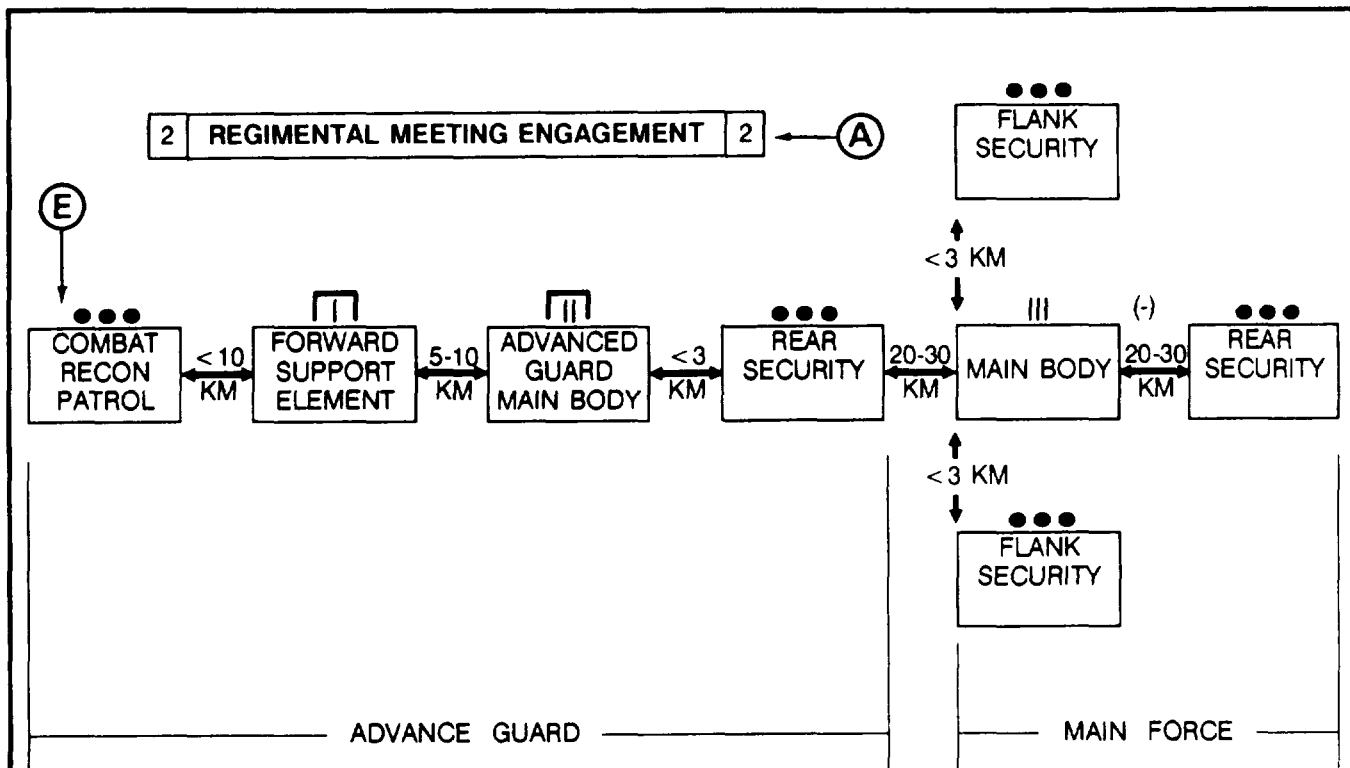 2 REGIMENTAL MEETING ENGAGEMENT 2
A
FLANK
SECURITY
E
<3 KM
COMBAT
RECON
PATROL
<10
KM
FORWARD
SUPPORT
ELEMENT
5-10
KM
ADVANCED
GUARD
MAIN BODY
<3
KM
REAR
SECURITY
20-30
KM
III
MAIN BODY
(-)
20-30
KM
REAR
SECURITY
<3 KM
FLANK
SECURITY
ADVANCE GUARD
MAIN FORCE